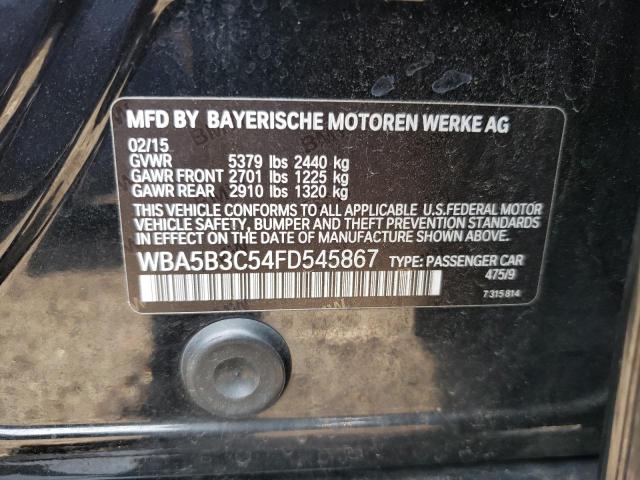 MFD BY BAYERISCHE MOTOREN WERKE AG
02/15
GVWR 5379 lbs 2440 kg
GAWR FRONT 2701 lbs 1225 kg
GAWR REAR 2910 lbs 1320 kg
THIS VEHICLE CONFORMS TO ALL APPLICABLE U.S.FEDERAL MOTOR
VEHICLE SAFETY, BUMPER AND THEFT PREVENTION STANDARDS
IN EFFECT ON THE DATE OF MANUFACTURE SHOWN ABOVE.
WBA5B3C54FD545867 TYPE: PASSENGER CAR
475/9
7 315 814